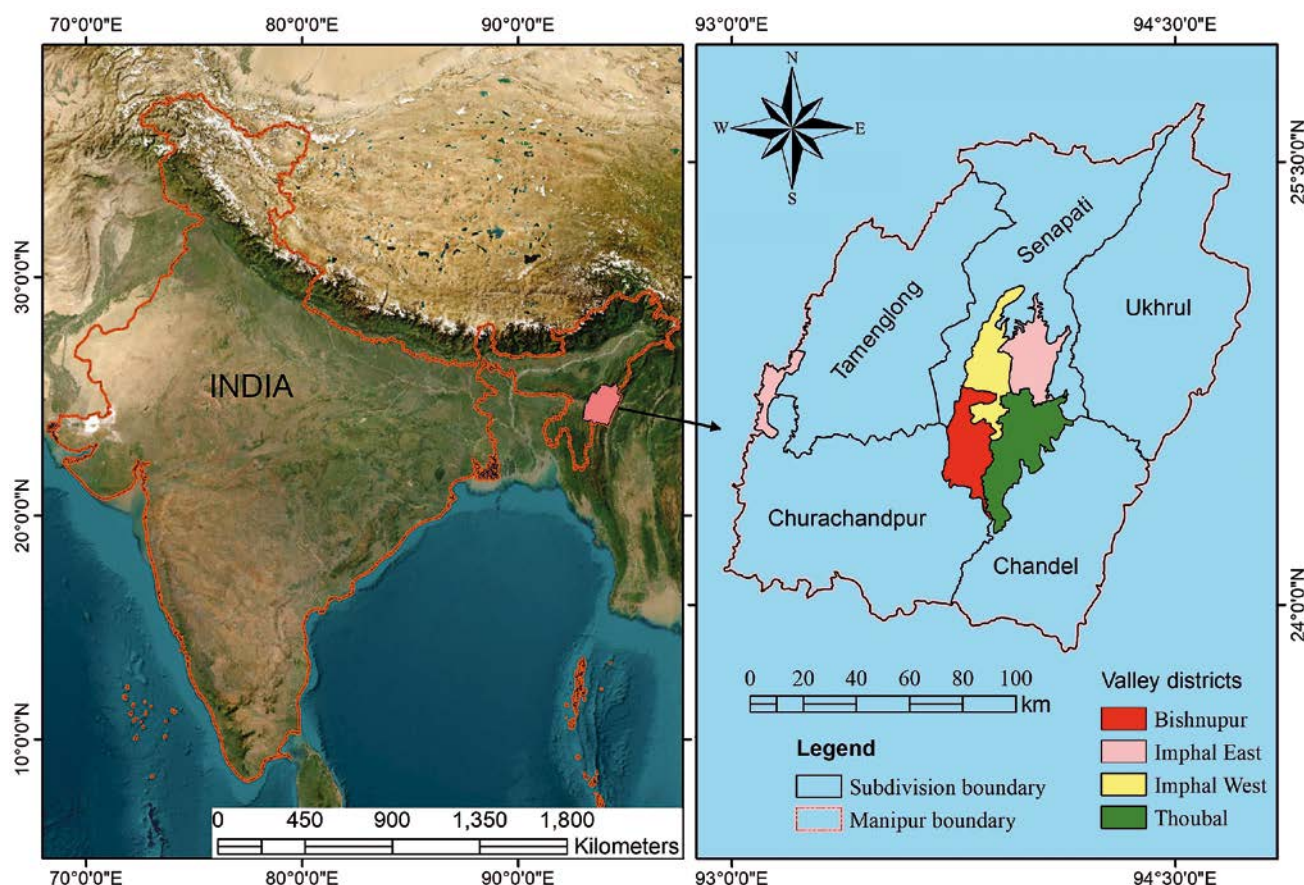 70°0'0"E 80°0'0"E 90°0'0"E
30°0'0"N
20°0'0"N
10°0'0"N
INDIA
0 450 900 1,350 1,800
Kilometers
70°0'0"E 80°0'0"E 90°0'0"E
93°0'0"E 94°30'0"E
25°30'0"N
24°0'0"N
N
W E
S
Senapati
Ukhrul
Tamenglong
Churachandpur
Chandel
0 20 40 60 80 100
km
Legend
Subdivision boundary
Manipur boundary
Valley districts
Bishnupur
Imphal East
Imphal West
Thoubal
93°0'0"E 94°30'0"E